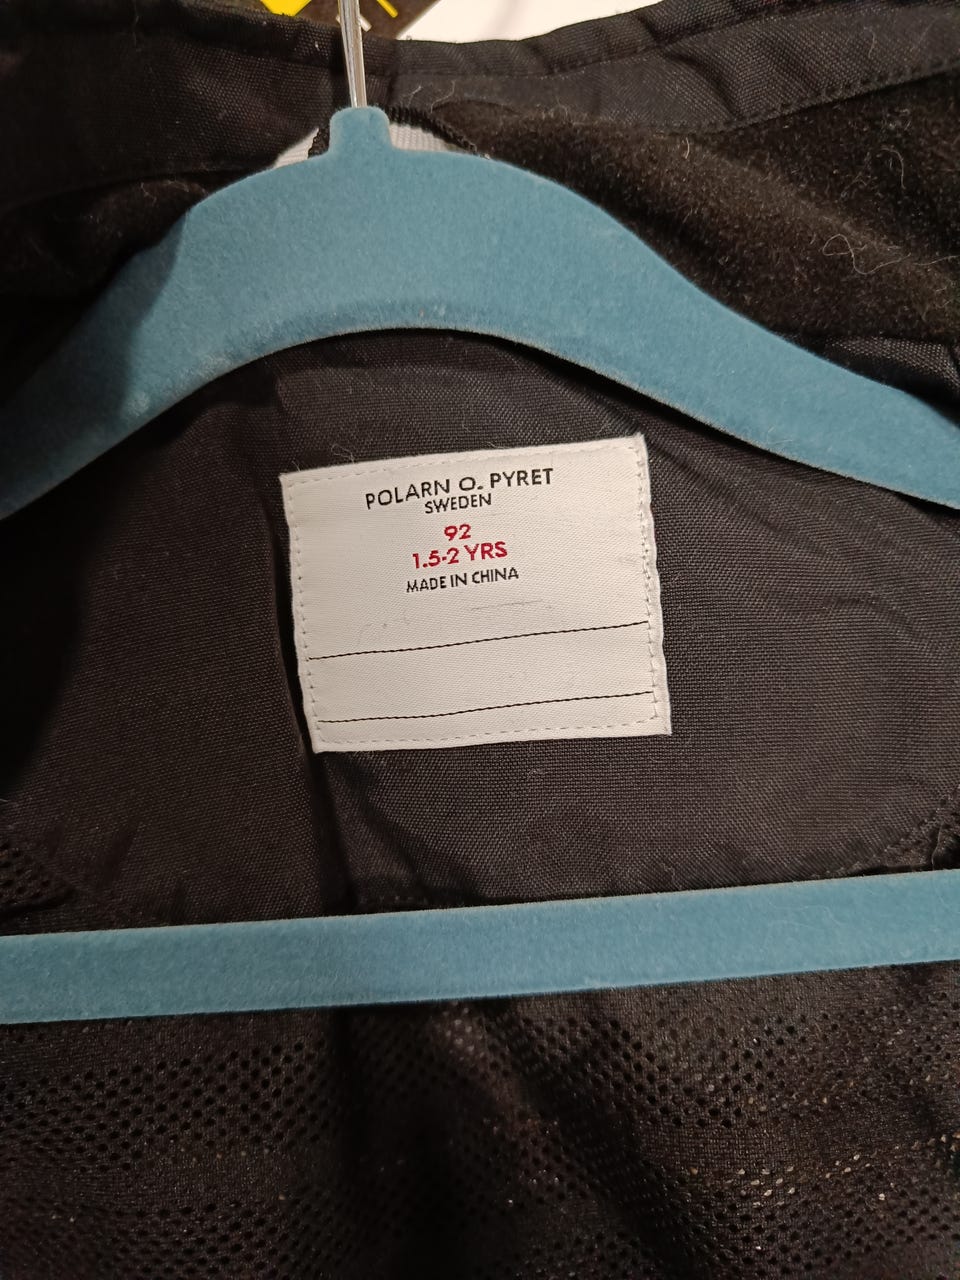 POLARN O. PYRET
SWEDEN
92
1.5-2 YRS
MADE IN CHINA